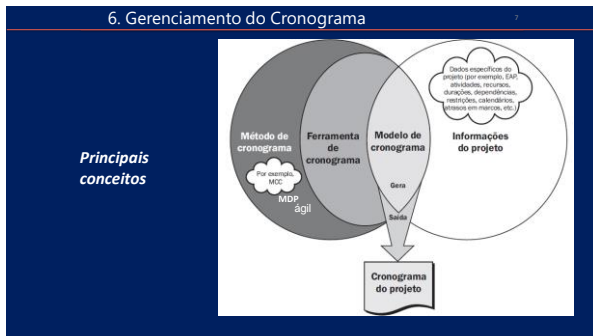 6. Gerenciamento do Cronograma
7
Principais
conceitos
Dados específicos do
projeto (por exemplo, EAP,
atividades, recursos,
durações, dependências,
restrições, calendários,
atrasos em marcos, etc.)
Método de
cronograma
Ferramenta
de
cronograma
Modelo de
cronograma
Informações
do projeto
Por exemplo,
MCC
MDP
ágil
Gera
Saída
Cronograma
do projeto